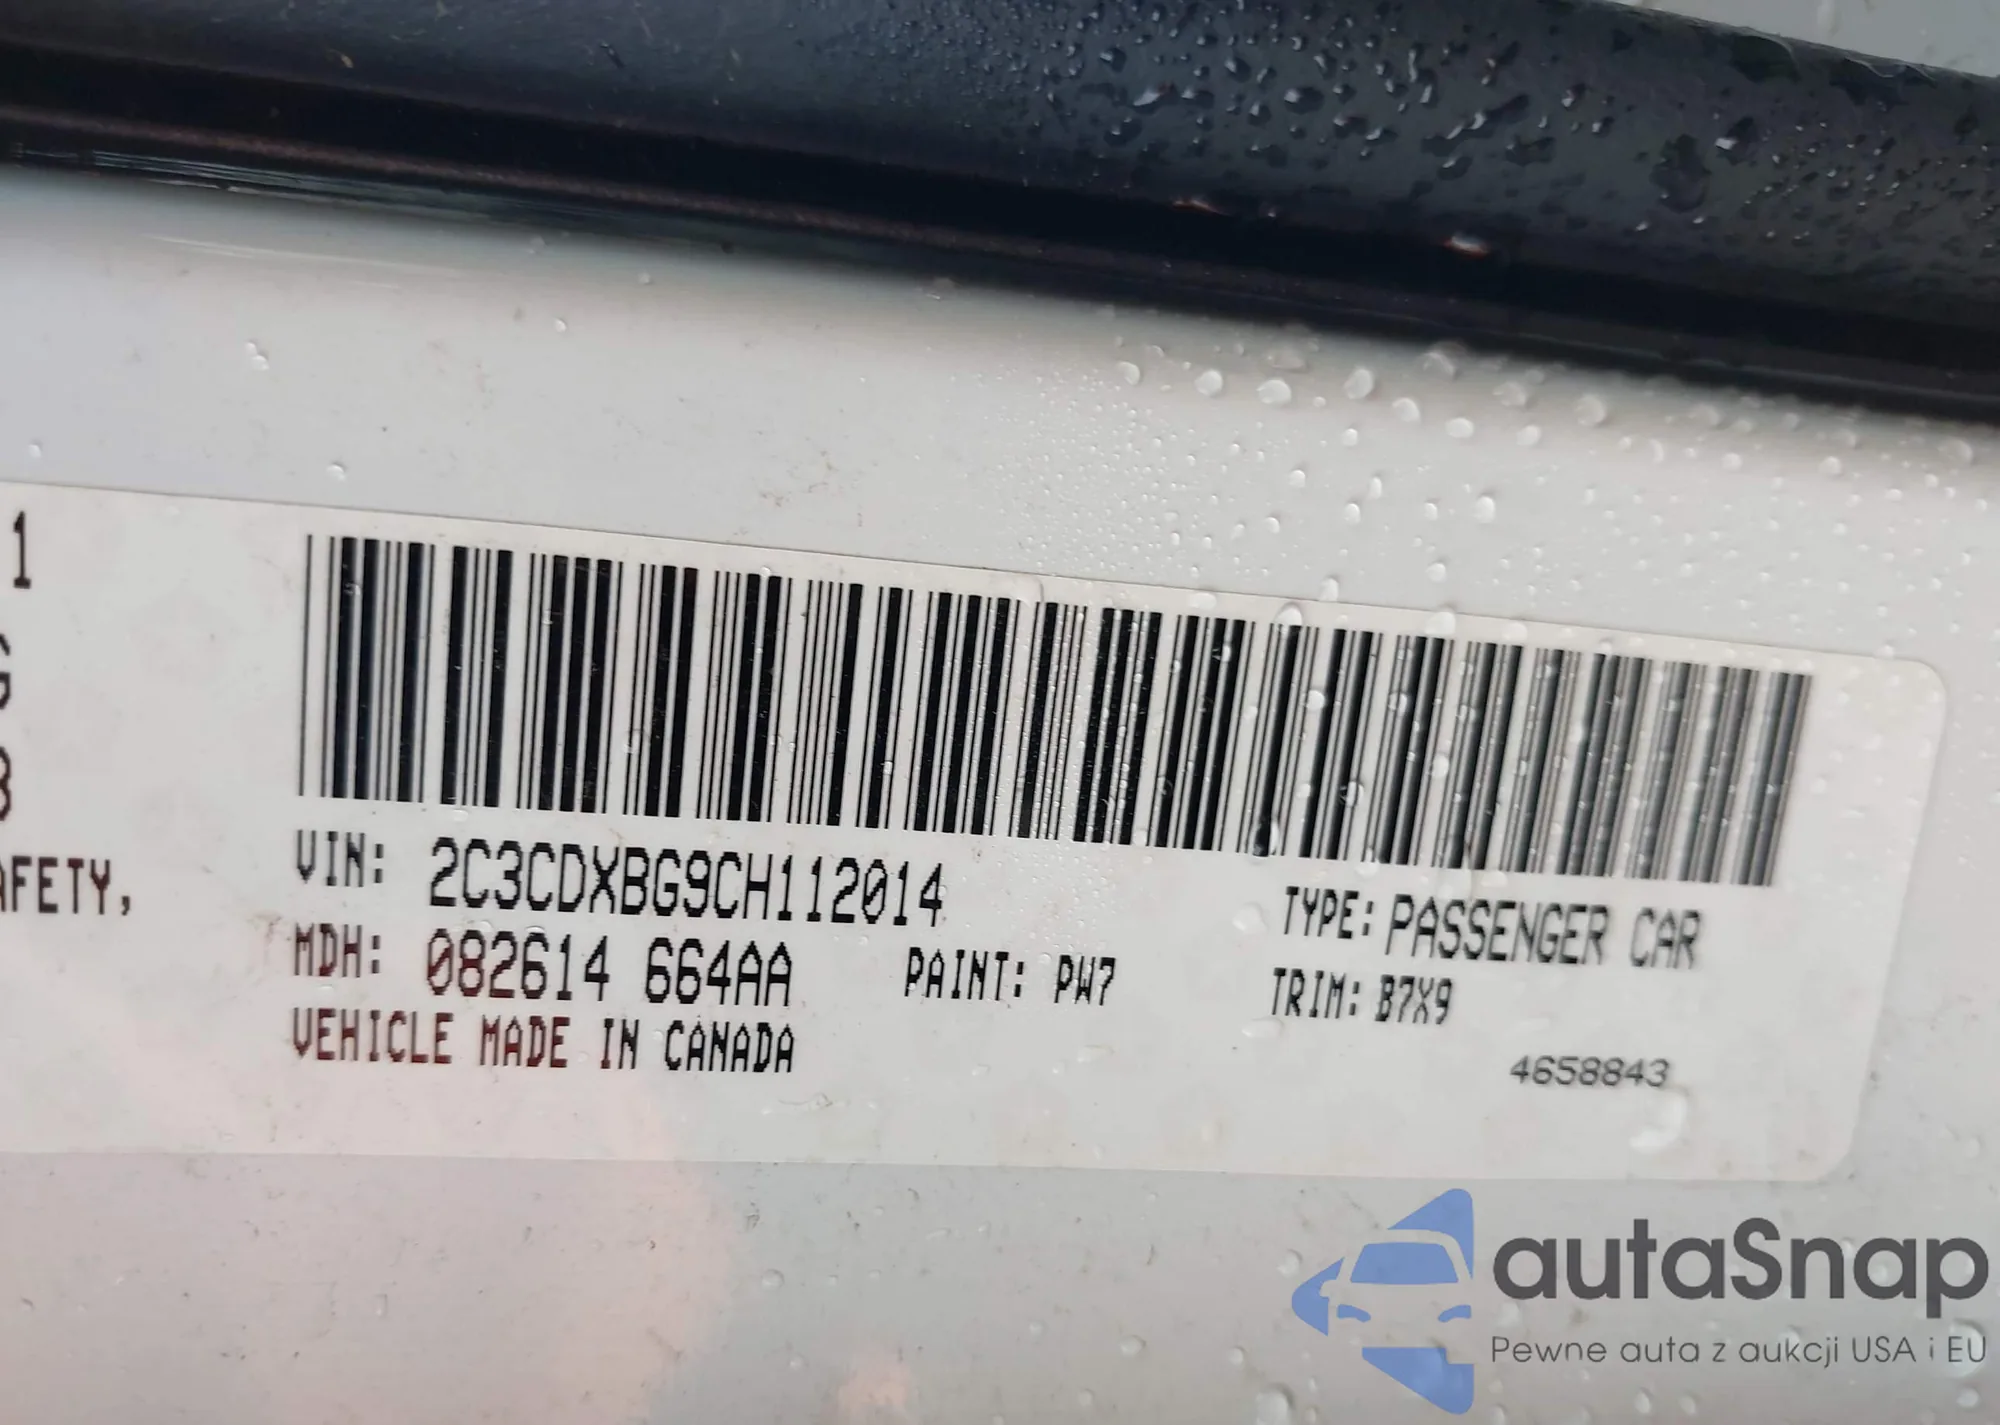 1
8
AFETY,
VIN: 2C3CDXBG9CH112014
TYPE: PASSENGER CAR
MDH: 082614 664AA PAINT: PW7
TRIM: B7X9
VEHICLE MADE IN CANADA
4658843
autaSnap
Pewne auta z aukcji USA i EU